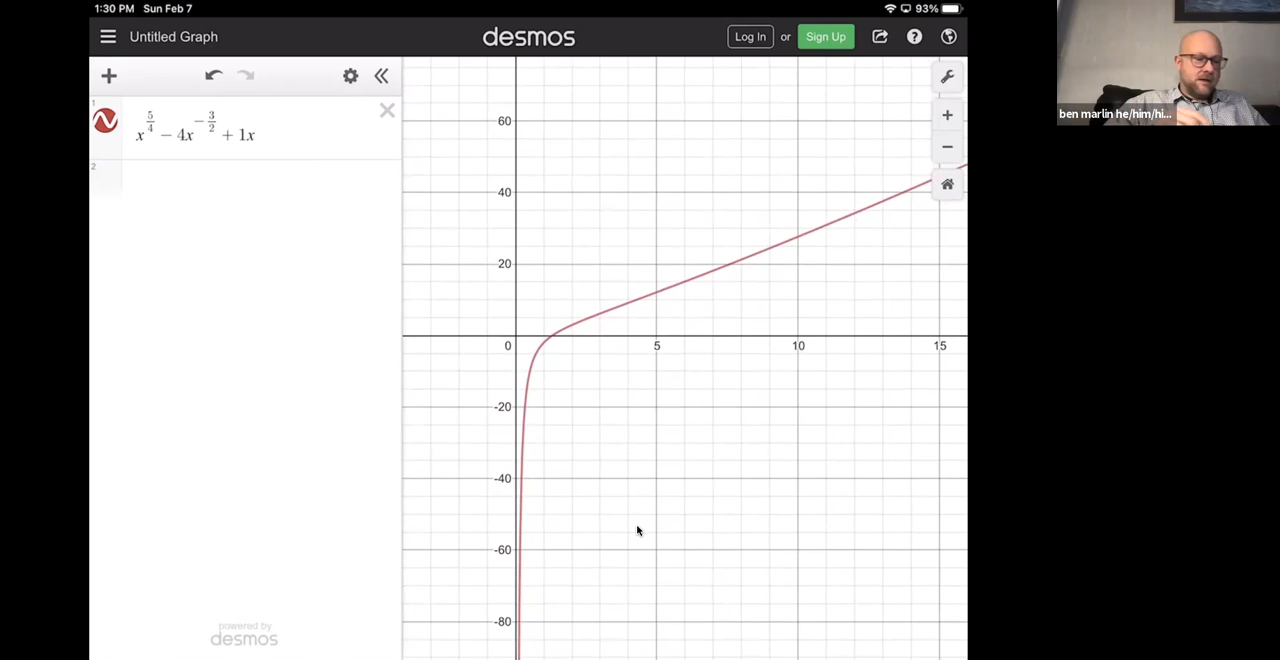 1:30 PM Sun Feb 7
93%
Untitled Graph
desmos
Log In or Sign Up
1
x^{5/4} − 4x^{−3/2} + 1x
2
60
40
20
0 5 10 15
-20
-40
-60
-80
powered by
desmos
ben marlin he/him/hi...